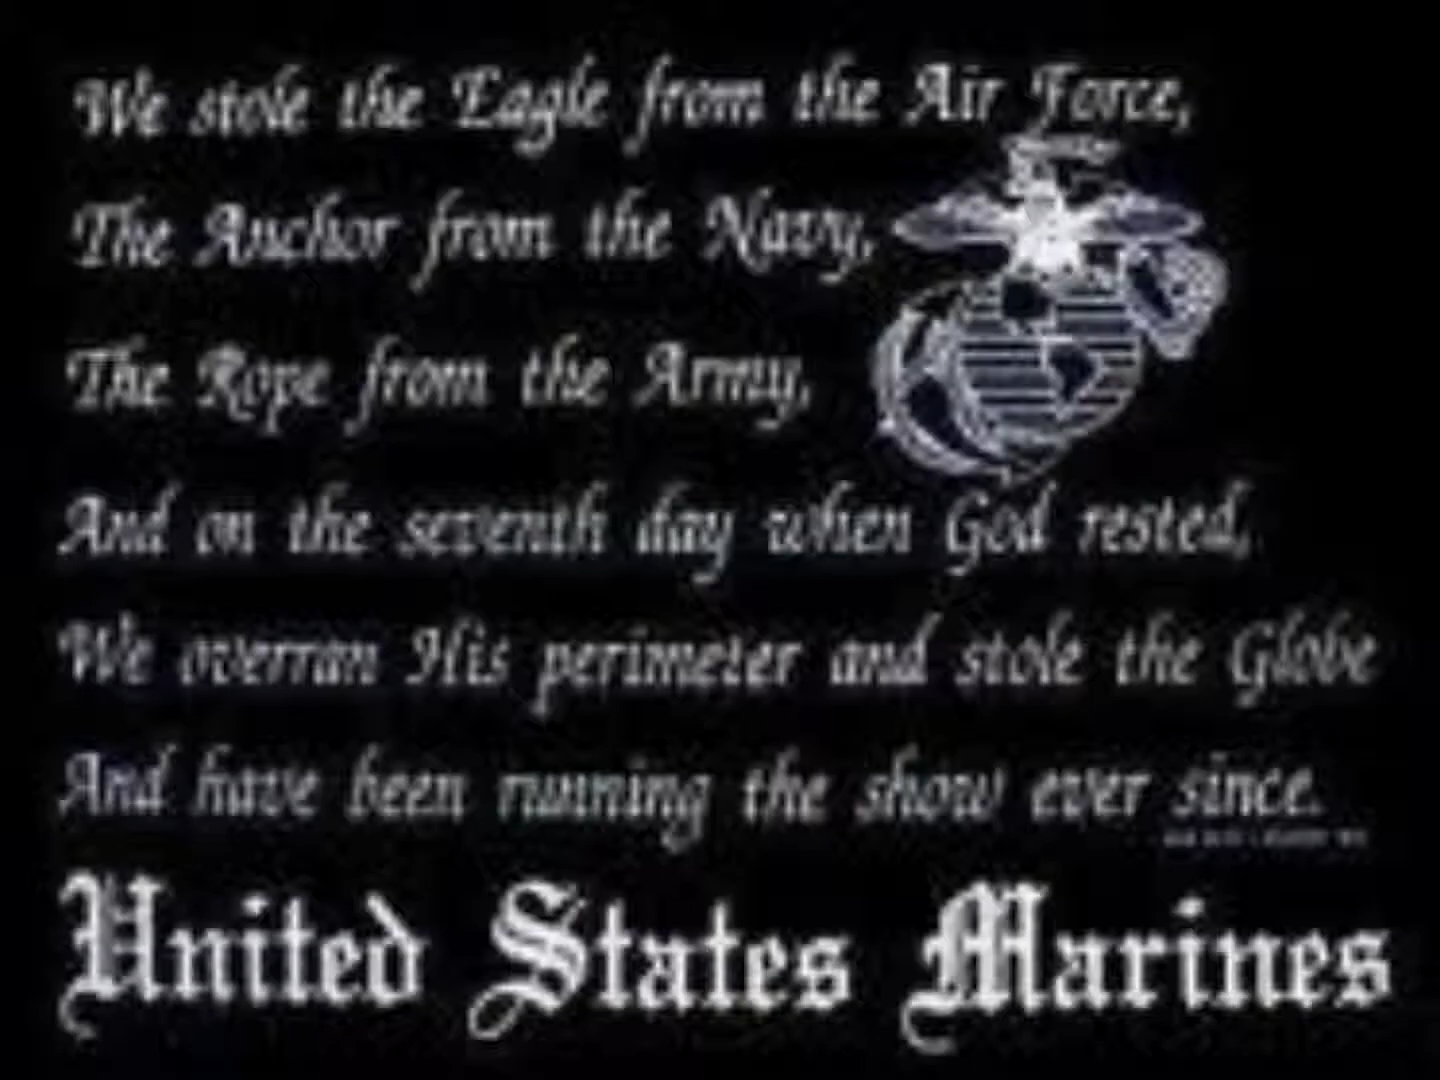 We stole the Eagle from the Air Force,
The Anchor from the Navy,
The Rope from the Army,
And on the seventh day when God rested,
We overran His perimeter and stole the Globe
And have been running the show ever since.
United States Marines